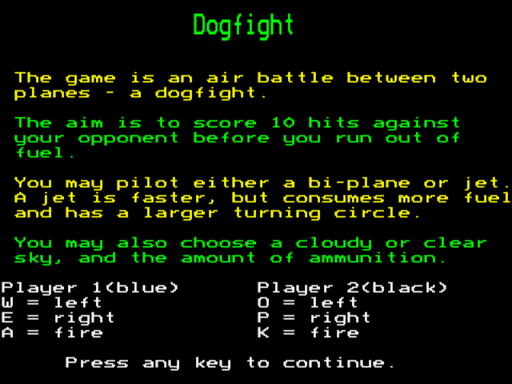 Dogfight
The game is an air battle between two
planes - a dogfight.
The aim is to score 10 hits against
your opponent before you run out of
fuel.
You may pilot either a bi-plane or jet.
A jet is faster, but consumes more fuel
and has a larger turning circle.
You may also choose a cloudy or clear
sky, and the amount of ammunition.
Player 1(blue) Player 2(black)
W = left O = left
E = right P = right
A = fire K = fire
Press any key to continue.